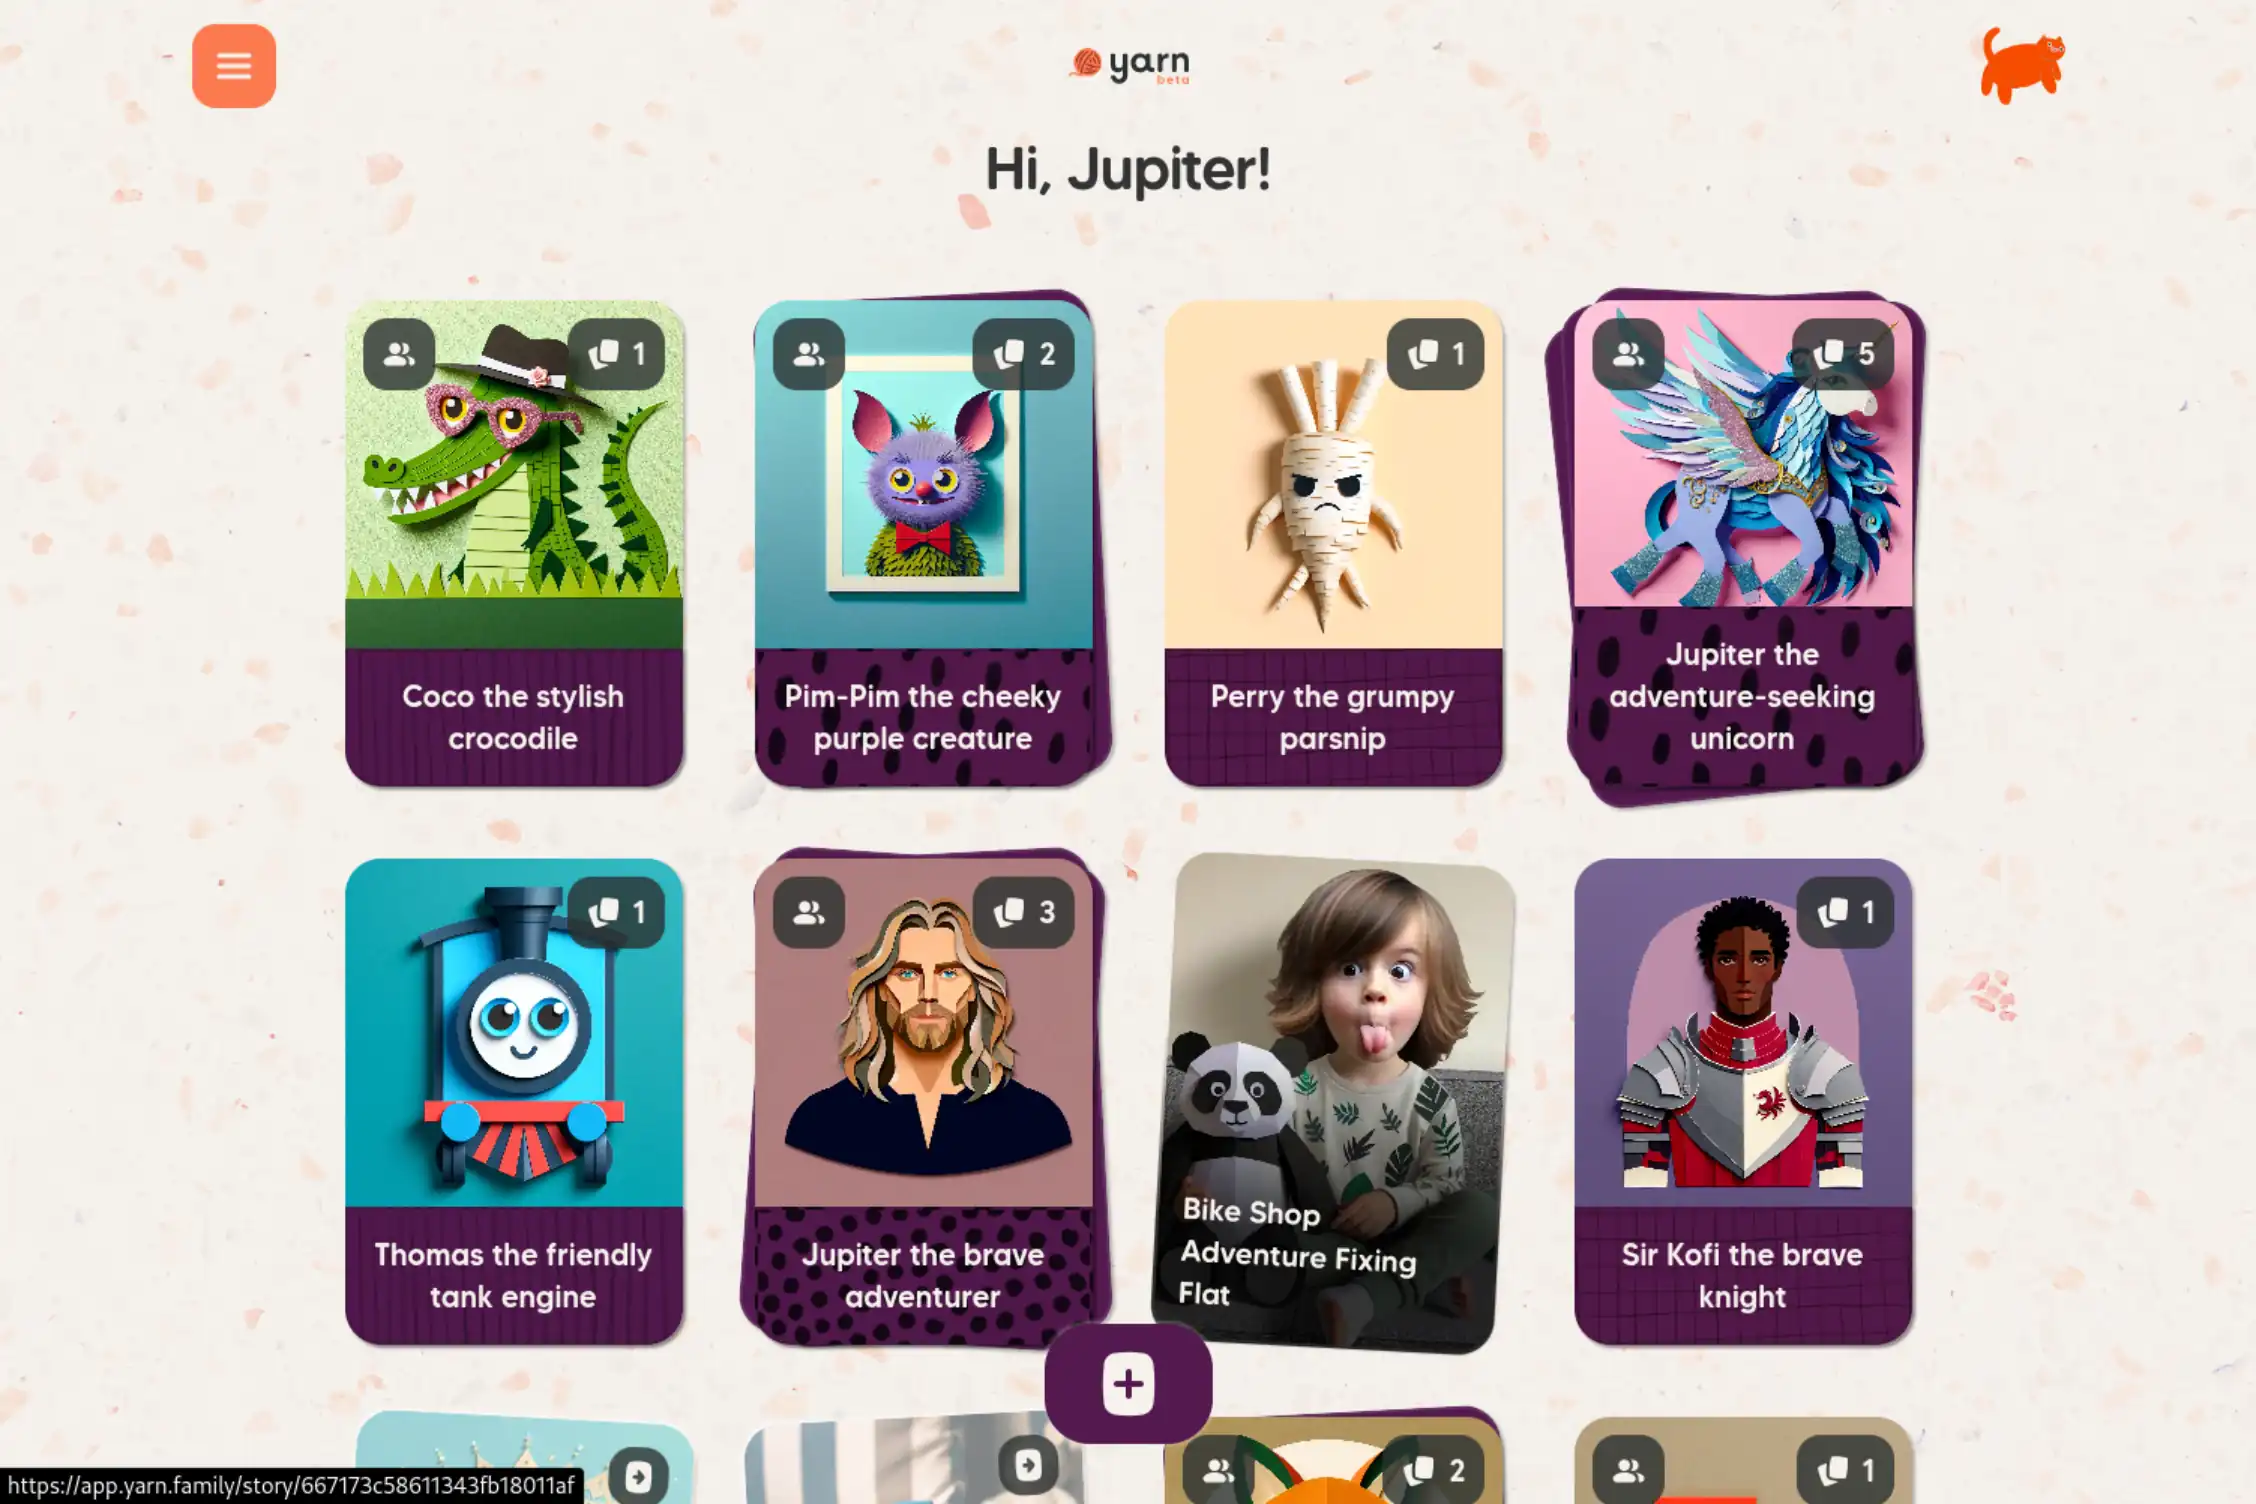 yarn
beta
Hi, Jupiter!
1
2
1
5
Coco the stylish
crocodile
Pim-Pim the cheeky
purple creature
Perry the grumpy
parsnip
Jupiter the
adventure-seeking
unicorn
1
3
1
Thomas the friendly
tank engine
Jupiter the brave
adventurer
Bike Shop
Adventure Fixing
Flat
Sir Kofi the brave
knight
2
1
https://app.yarn.family/story/667173c58611343fb18011af